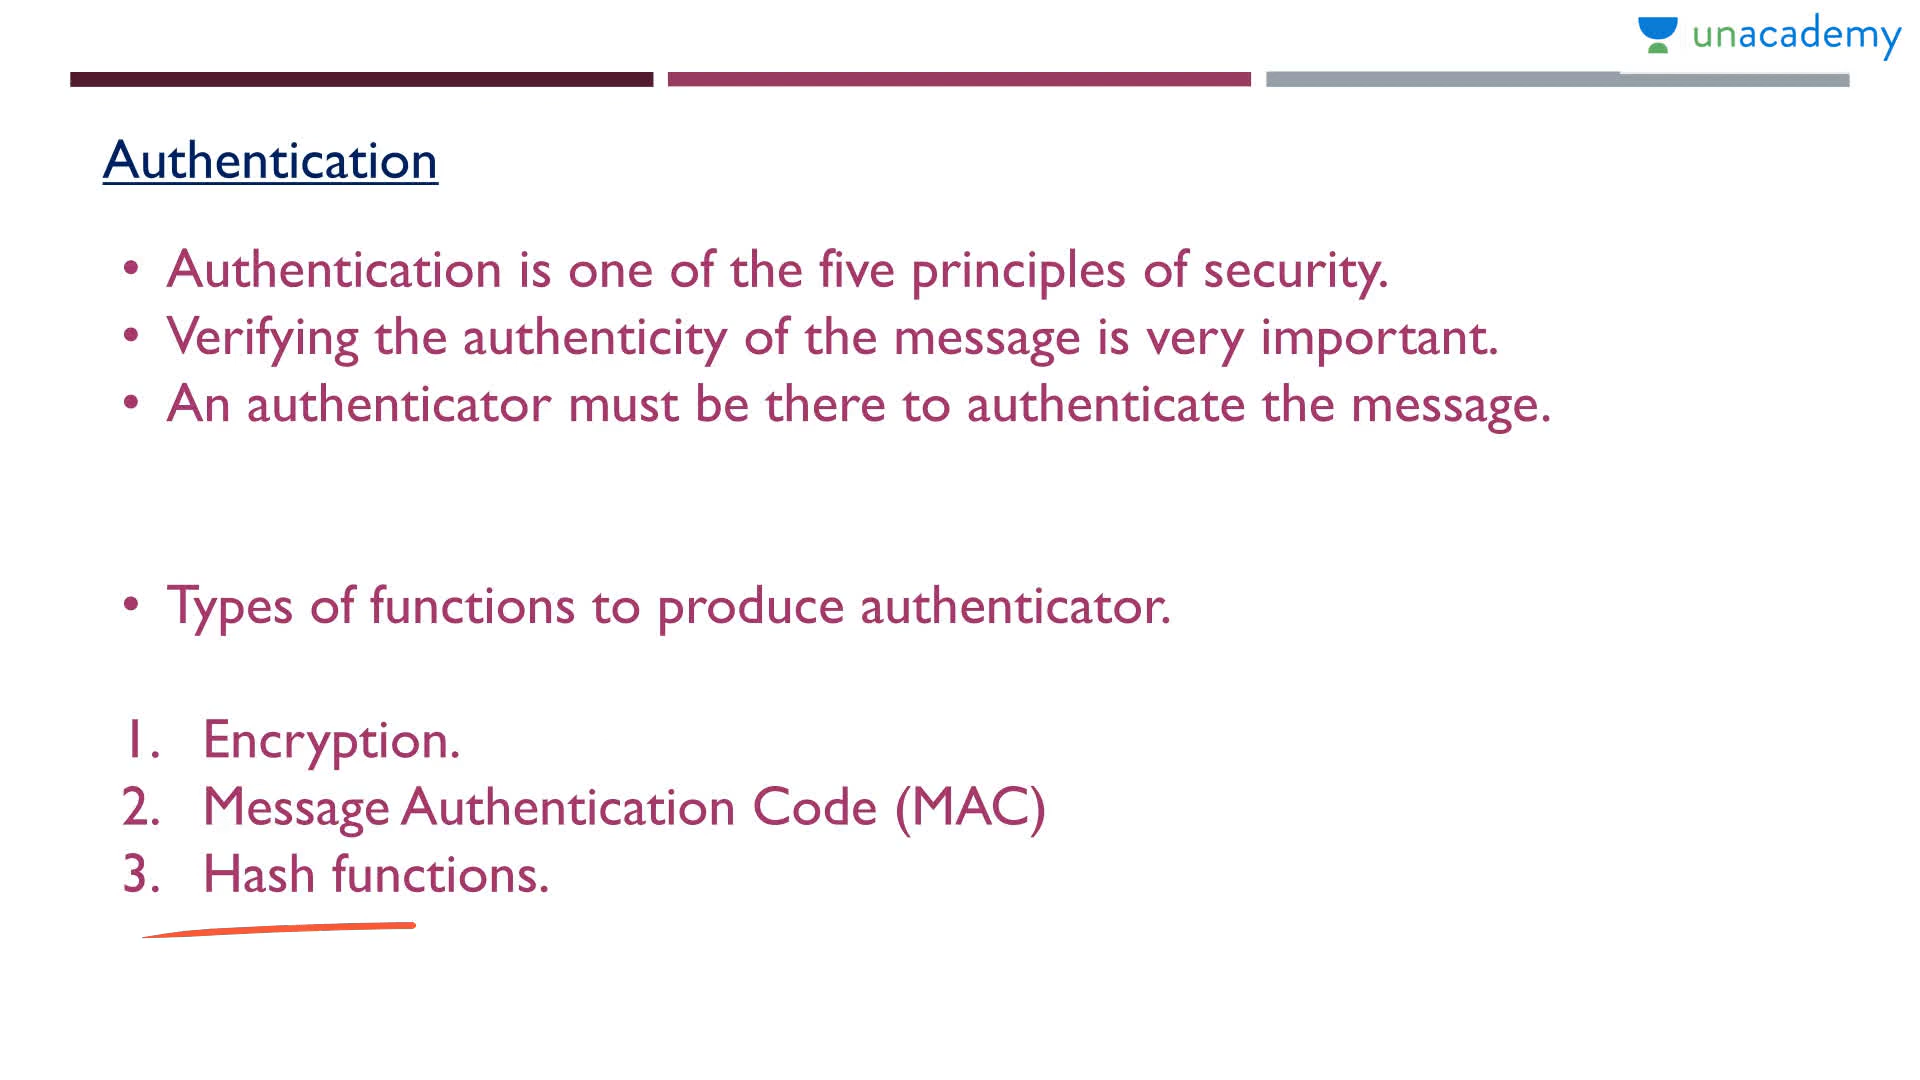 unacademy
Authentication
• Authentication is one of the five principles of security.
• Verifying the authenticity of the message is very important.
• An authenticator must be there to authenticate the message.
• Types of functions to produce authenticator.
1. Encryption.
2. Message Authentication Code (MAC)
3. Hash functions.